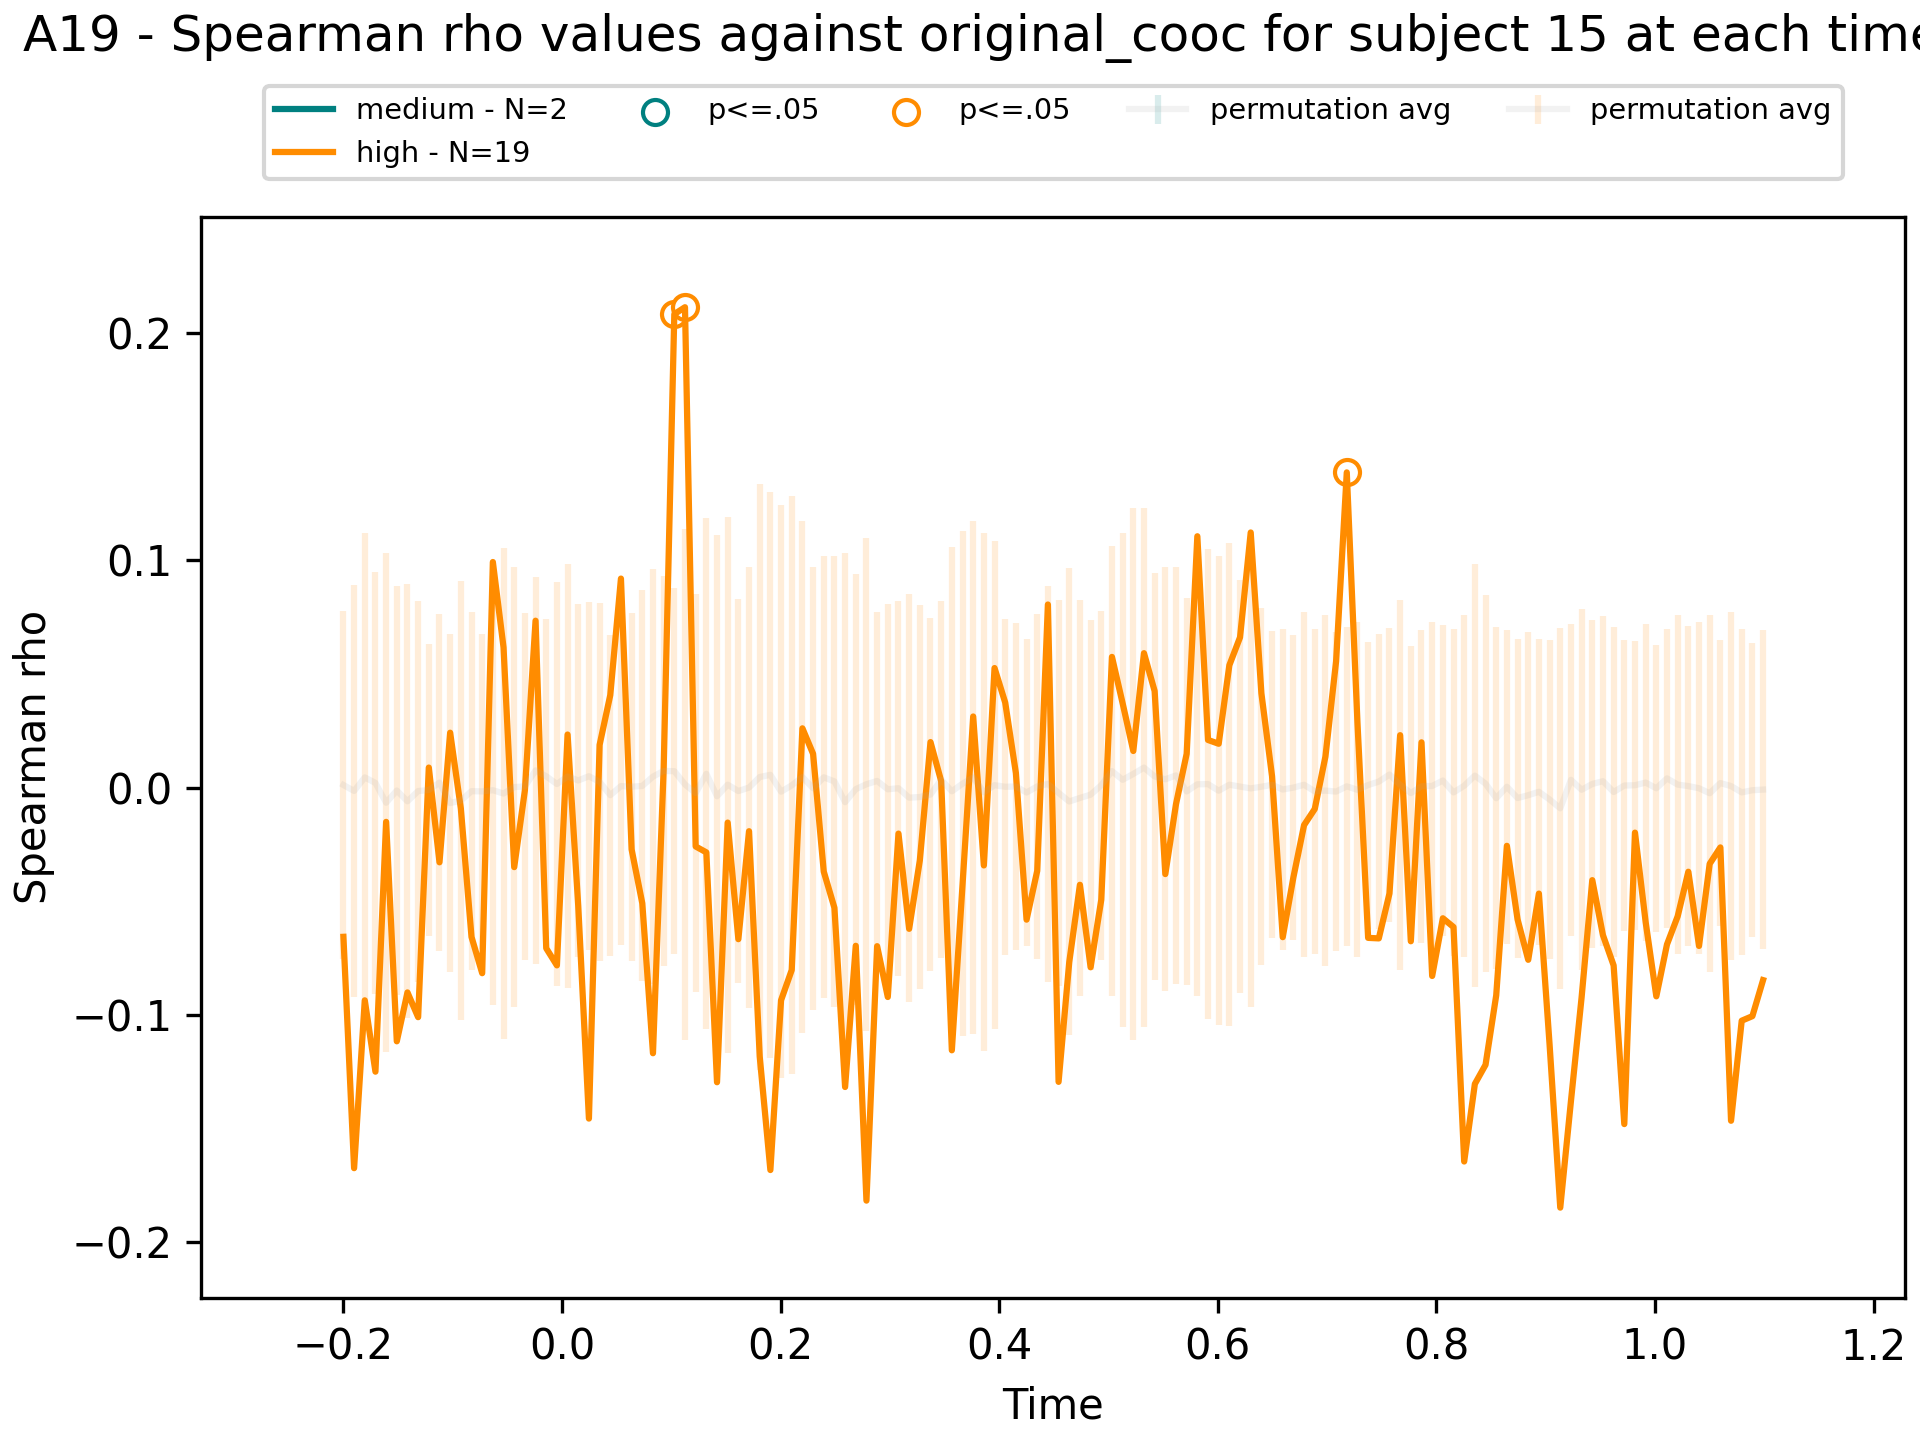 A19 - Spearman rho values against original_cooc for subject 15 at each time
medium - N=2
high - N=19
p<=.05
p<=.05
permutation avg
permutation avg
Spearman rho
0.2
0.1
0.0
−0.1
−0.2
−0.2 0.0 0.2 0.4 0.6 0.8 1.0 1.2
Time